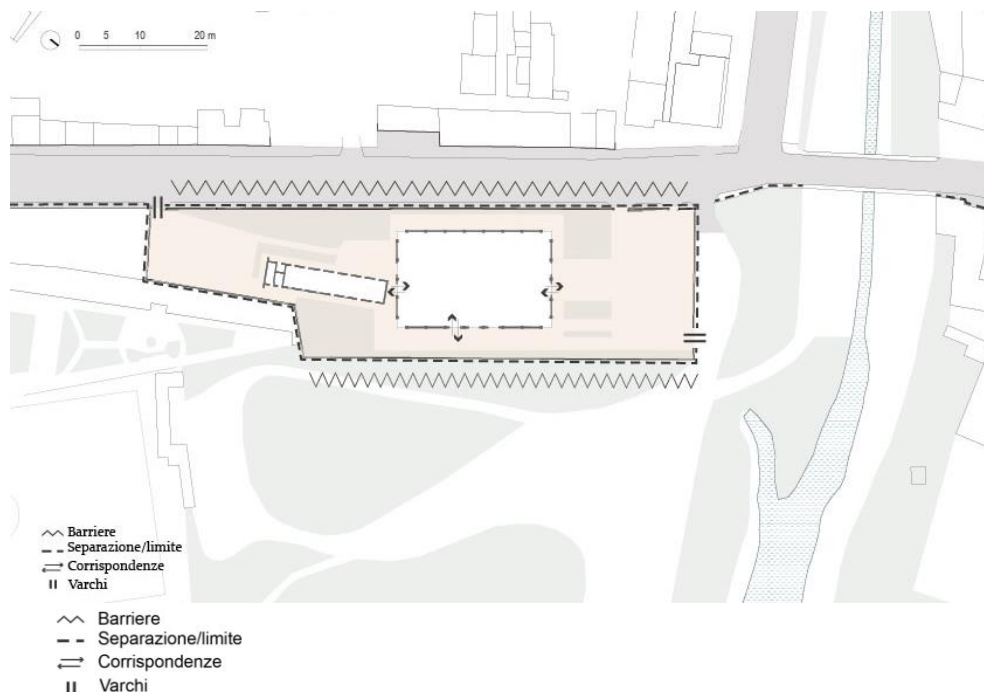 0 5 10 20 m
Barriere
Separazione/limite
Corrispondenze
Varchi
Barriere
Separazione/limite
Corrispondenze
Varchi